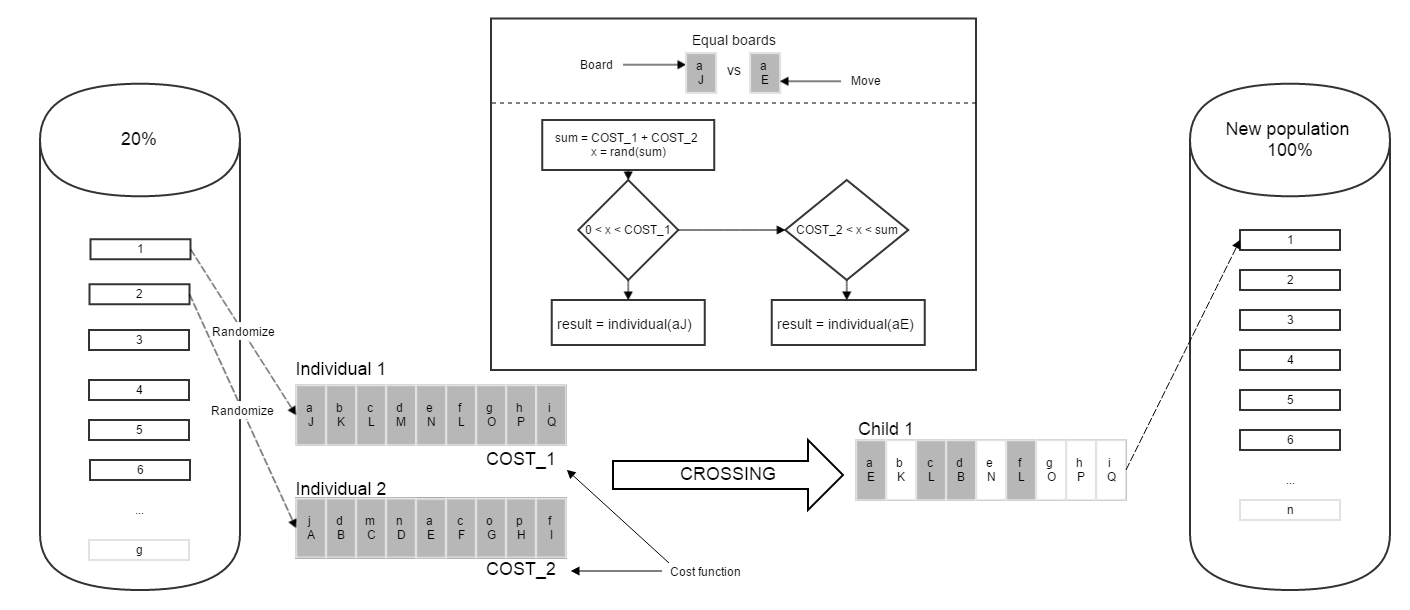 Equal boards
Board
a
J
vs
a
E
Move
sum = COST_1 + COST_2
x = rand(sum)
0 < x < COST_1
COST_2 < x < sum
result = individual(aJ)
result = individual(aE)
20%
1
2
3
4
5
6
...
g
Randomize
Randomize
Individual 1
a b c d e f g h i
J K L M N L O P Q
COST_1
Individual 2
j d m n a c o p f
A B C D E F G H I
COST_2
Cost function
CROSSING
Child 1
a b c d e f g h i
E K L B N L O P Q
New population
100%
1
2
3
4
5
6
...
n